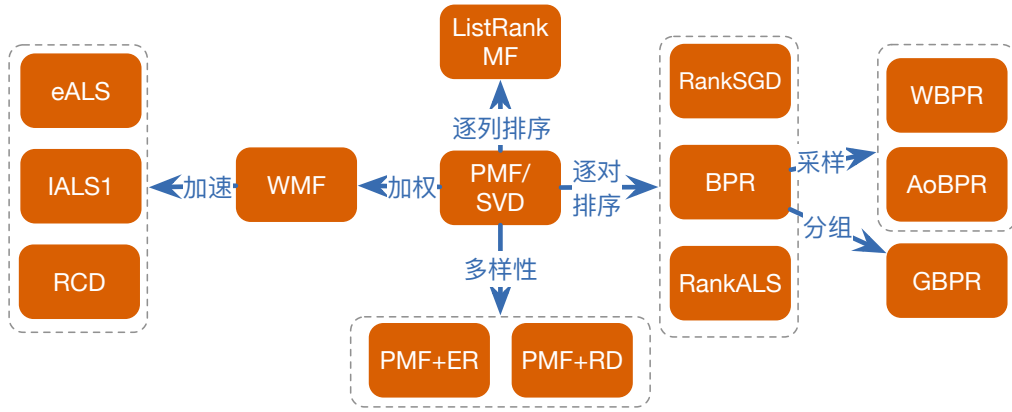 ListRank
MF
eALS
RankSGD
WBPR
逐列排序
IALS1
加速
WMF
加权
PMF/
SVD
逐对
排序
BPR
采样
AoBPR
分组
多样性
RCD
RankALS
GBPR
PMF+ER
PMF+RD